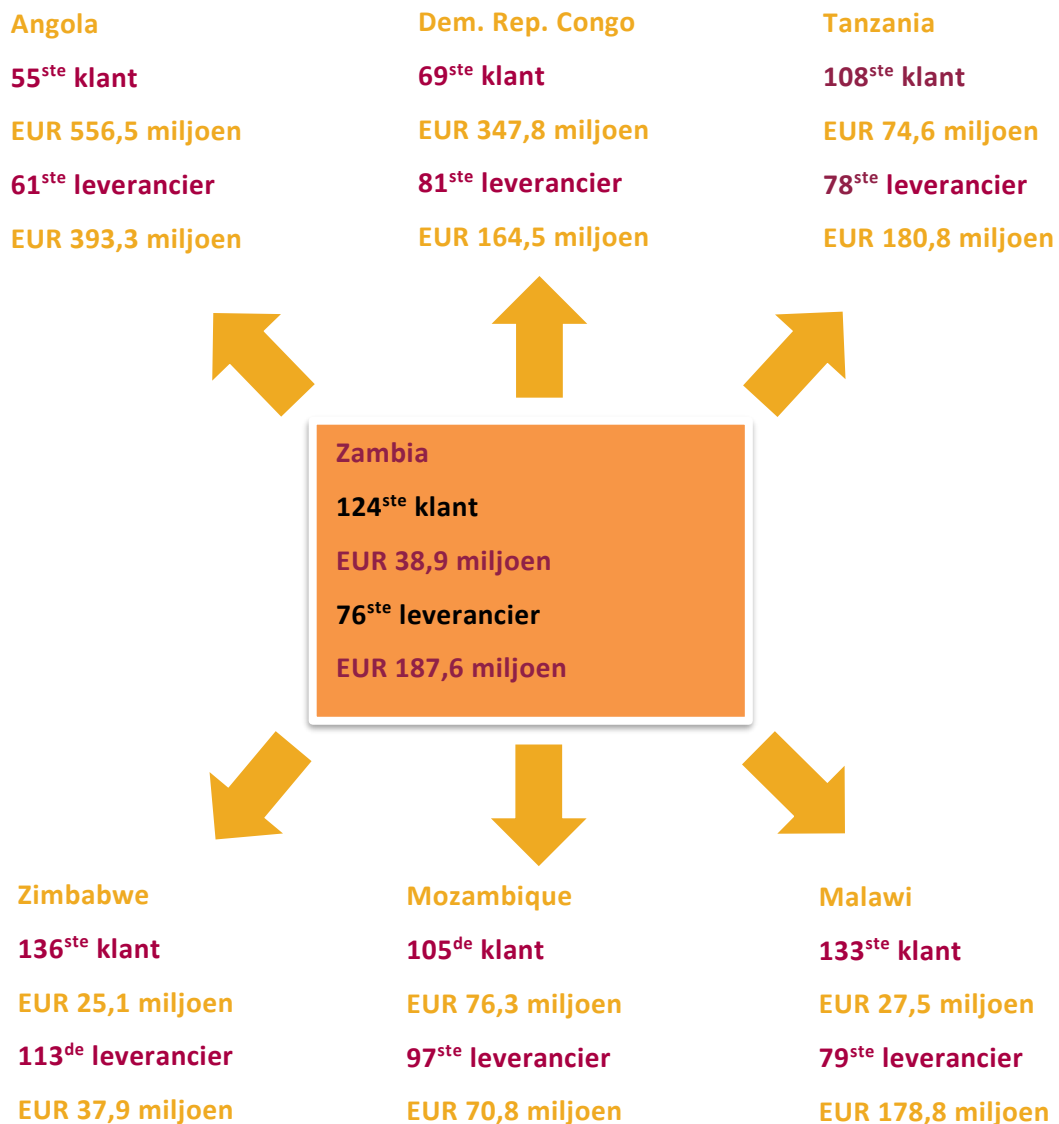 Angola
55ste klant
EUR 556,5 miljoen
61ste leverancier
EUR 393,3 miljoen
Dem. Rep. Congo
69ste klant
EUR 347,8 miljoen
81ste leverancier
EUR 164,5 miljoen
Tanzania
108ste klant
EUR 74,6 miljoen
78ste leverancier
EUR 180,8 miljoen
Zambia
124ste klant
EUR 38,9 miljoen
76ste leverancier
EUR 187,6 miljoen
Zimbabwe
136ste klant
EUR 25,1 miljoen
113de leverancier
EUR 37,9 miljoen
Mozambique
105de klant
EUR 76,3 miljoen
97ste leverancier
EUR 70,8 miljoen
Malawi
133ste klant
EUR 27,5 miljoen
79ste leverancier
EUR 178,8 miljoen